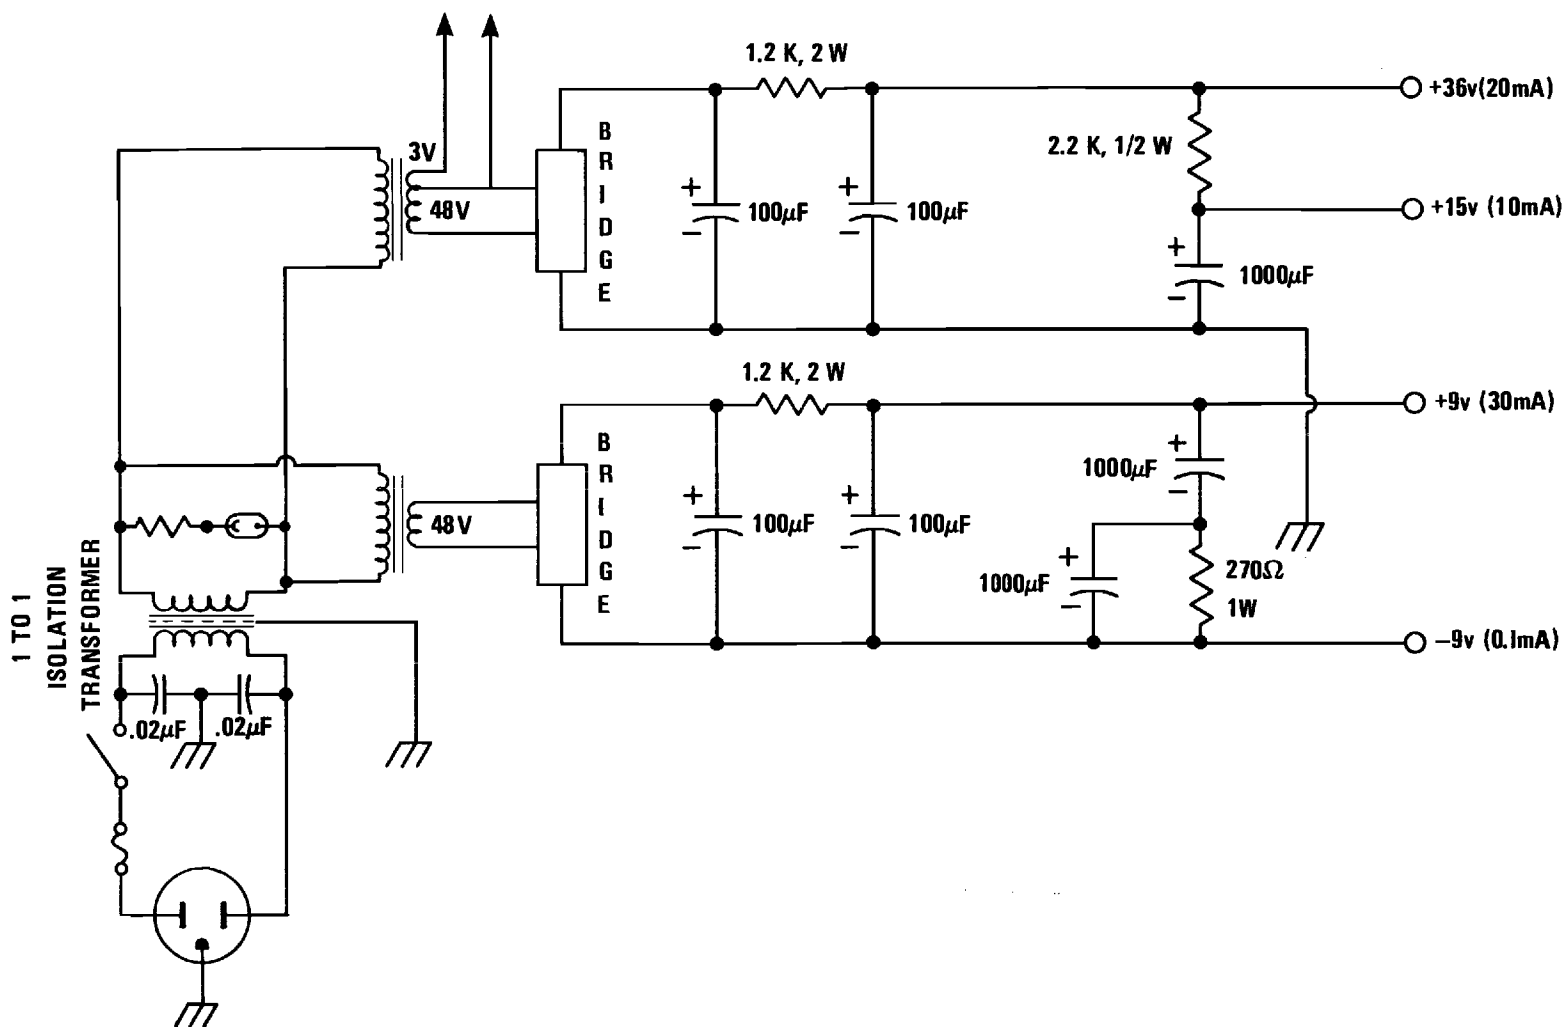 1.2 K, 2 W
+36v(20mA)
3V
48V
BRIDGE
100μF
100μF
2.2 K, 1/2 W
+15v (10mA)
1000μF
1.2 K, 2 W
+9v (30mA)
48V
BRIDGE
100μF
100μF
1000μF
1000μF
270Ω
1W
−9v (0.1mA)
1 TO 1
ISOLATION
TRANSFORMER
.02μF
.02μF